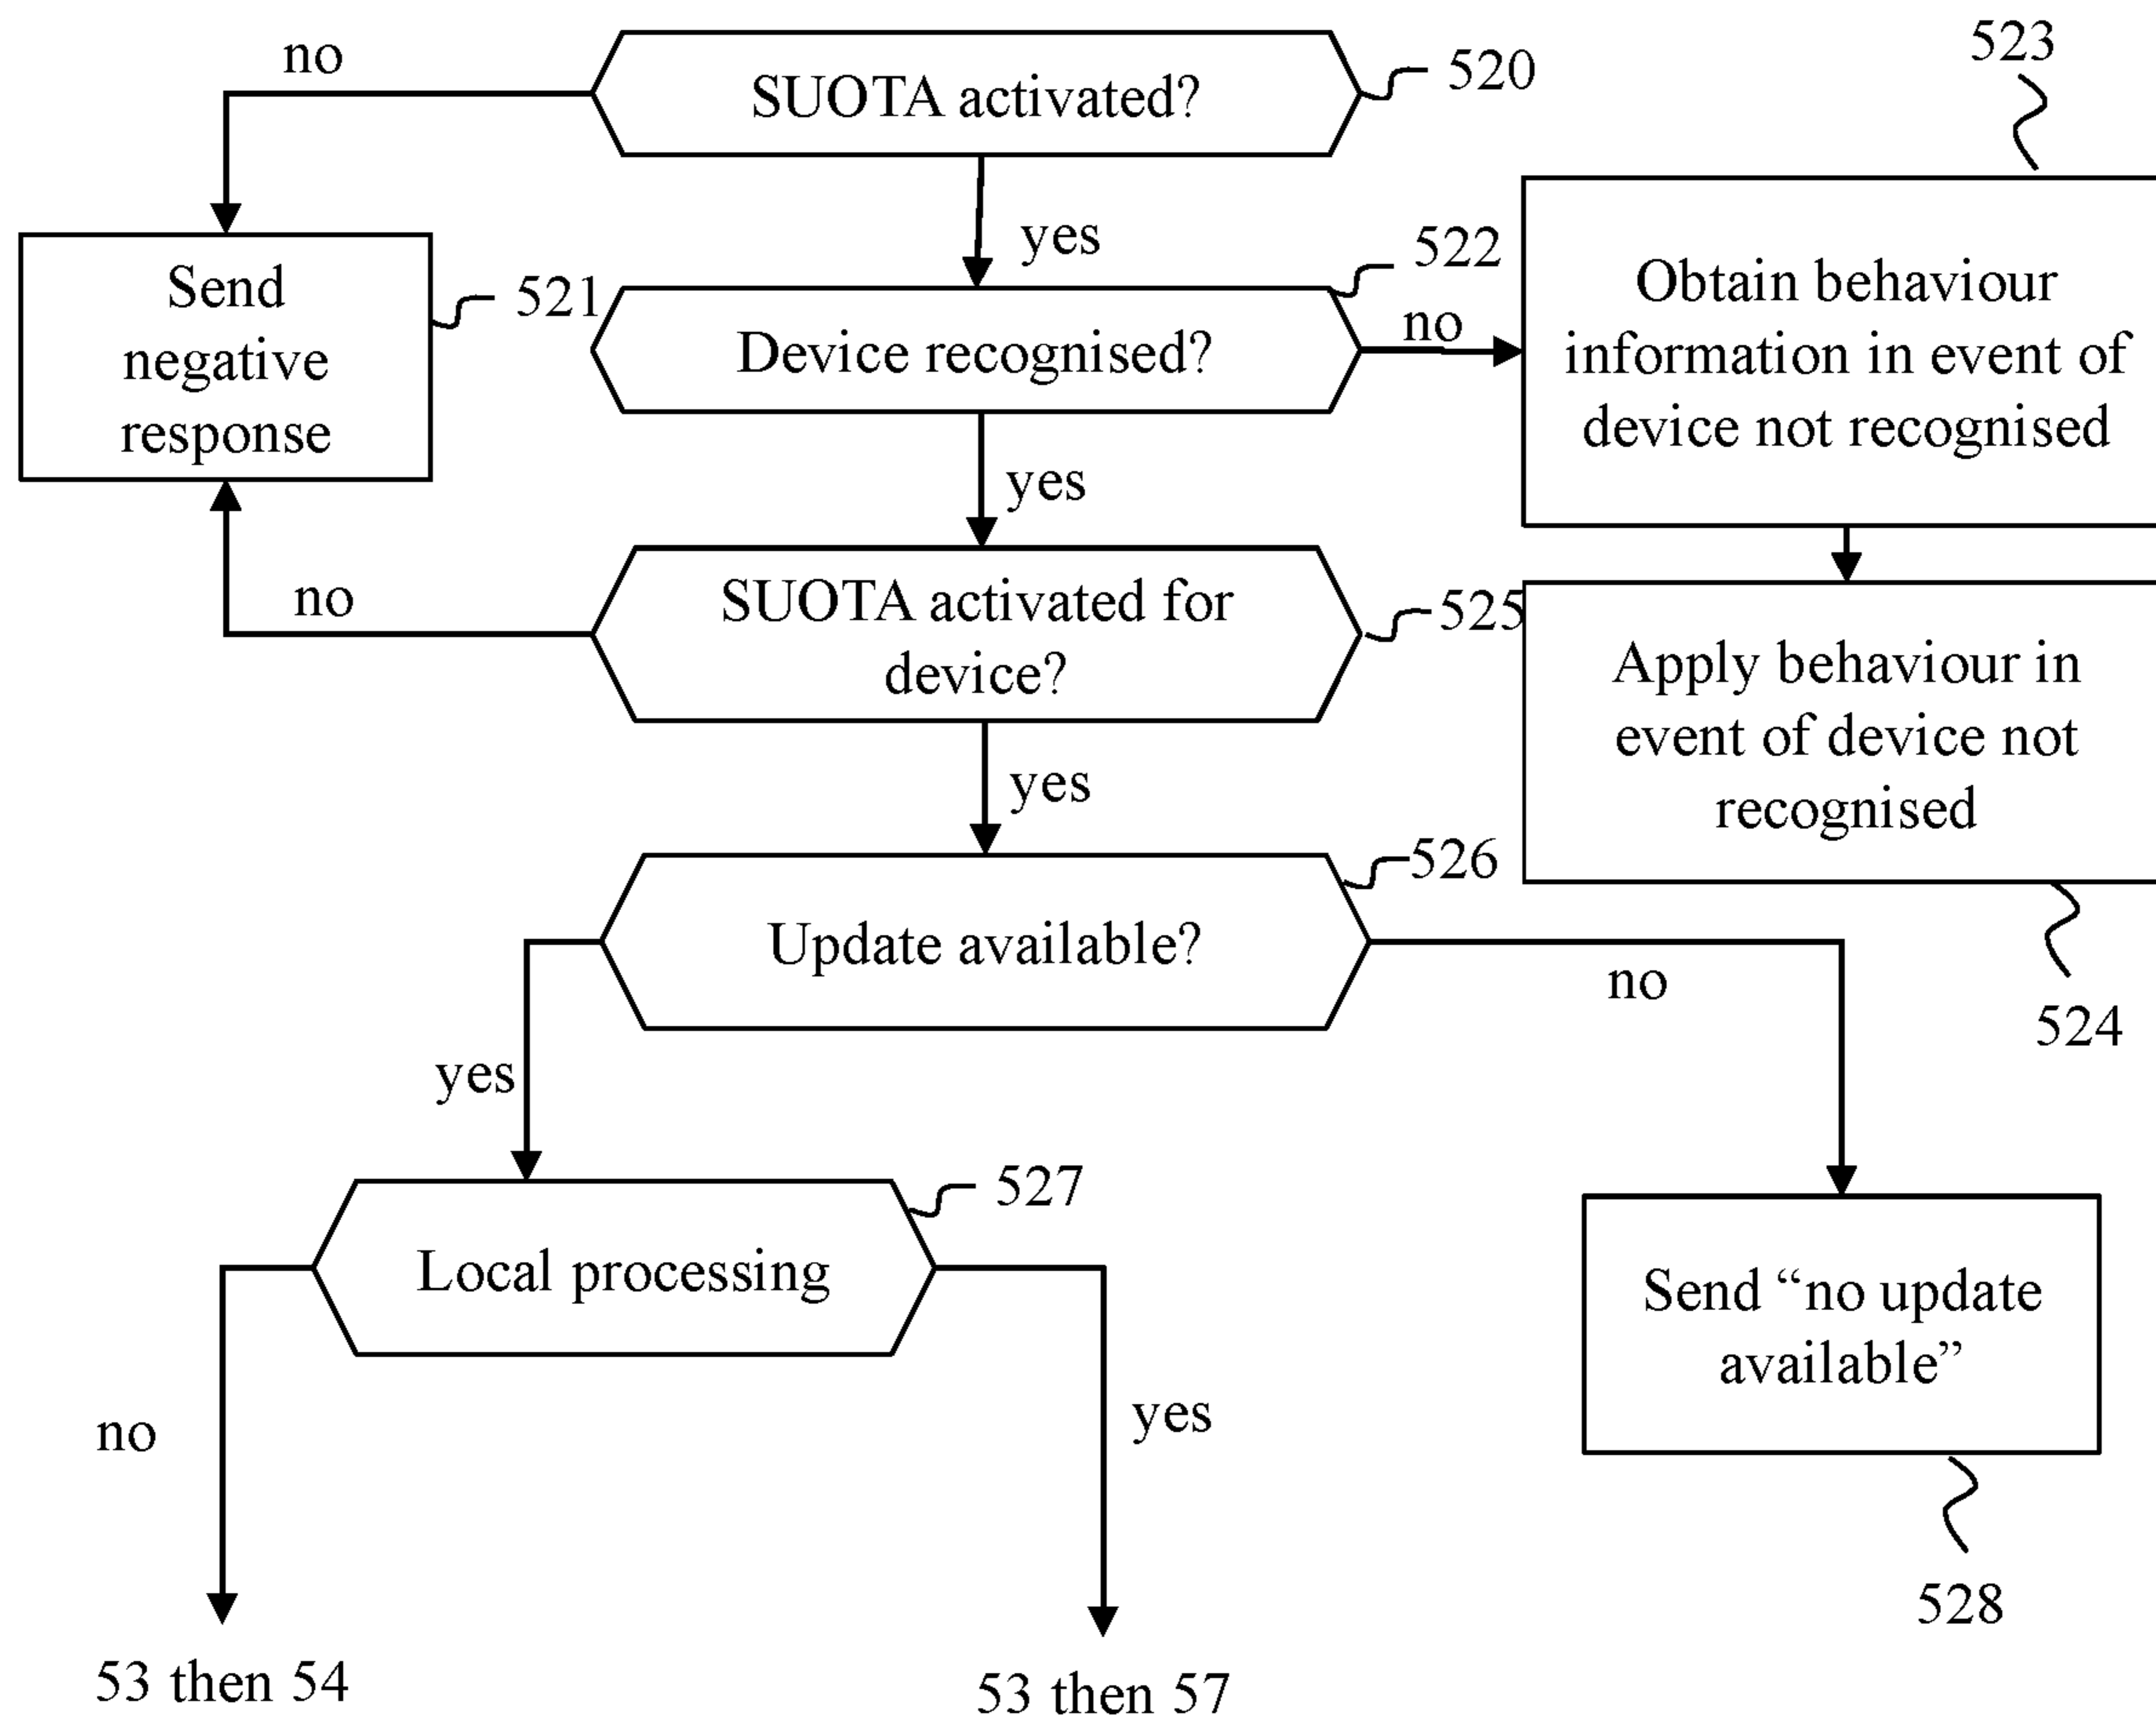 no
SUOTA activated?
520
523
yes
522
Send
negative
response
521
Device recognised?
no
Obtain behaviour
information in event of
device not recognised
yes
no
SUOTA activated for
device?
525
Apply behaviour in
event of device not
recognised
yes
526
Update available?
no
524
yes
527
Local processing
Send “no update
available”
no
yes
528
53 then 54
53 then 57